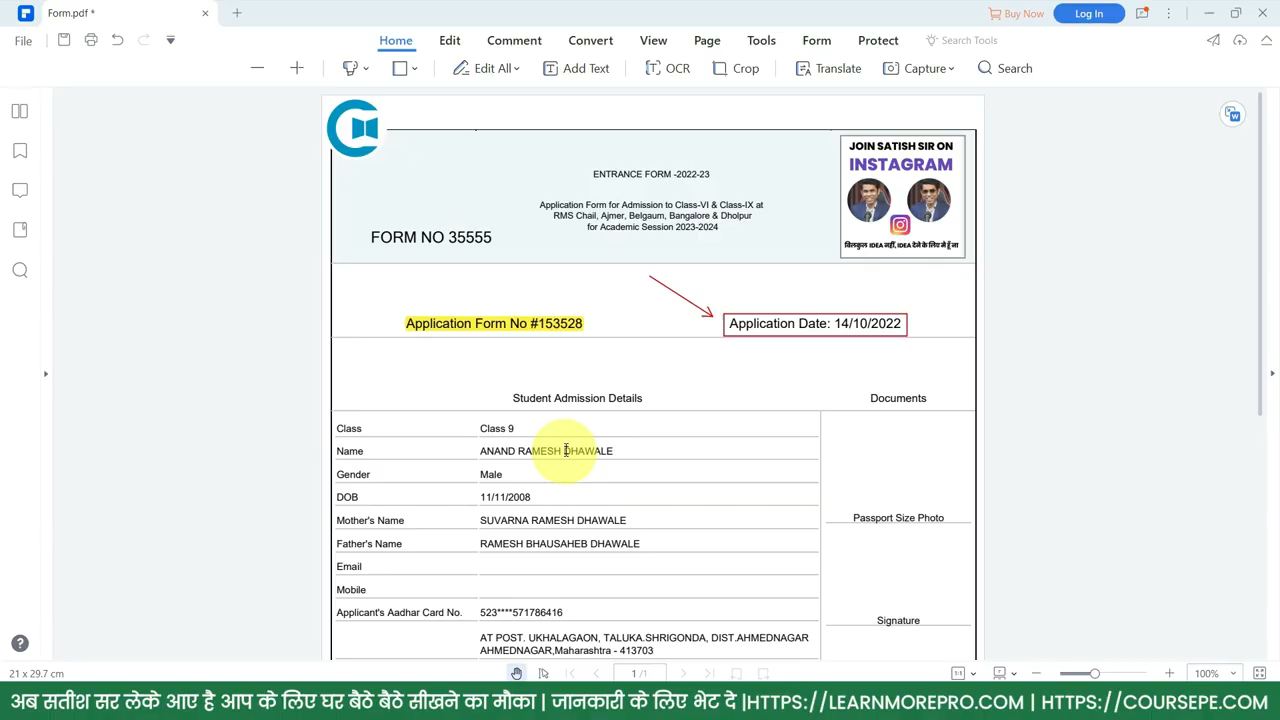 Form.pdf *
Buy Now
Log In
File
Home
Edit
Comment
Convert
View
Page
Tools
Form
Protect
Search Tools
Edit All
Add Text
OCR
Crop
Translate
Capture
Search
ENTRANCE FORM -2022-23
Application Form for Admission to Class-VI & Class-IX at
RMS Chail, Ajmer, Belgaum, Bangalore & Dholpur
for Academic Session 2023-2024
FORM NO 35555
JOIN SATISH SIR ON
INSTAGRAM
बिलकुल IDEA नहीं, IDEA देने के लिए मैं हूँ ना
Application Form No #153528
Application Date: 14/10/2022
Student Admission Details
Documents
Class
Class 9
Name
ANAND RAMESH DHAWALE
Gender
Male
DOB
11/11/2008
Mother's Name
SUVARNA RAMESH DHAWALE
Father's Name
RAMESH BHAUSAHEB DHAWALE
Email
Mobile
Applicant's Aadhar Card No.
523****571786416
AT POST. UKHALAGAON, TALUKA.SHRIGONDA, DIST.AHMEDNAGAR
AHMEDNAGAR,Maharashtra - 413703
Passport Size Photo
Signature
21 x 29.7 cm
1 /1
100%
अब सतीश सर लेके आए है आप के लिए घर बैठे बैठे सीखने का मौका | जानकारी के लिए भेट दे |HTTPS://LEARNMOREPRO.COM | HTTPS://COURSEPE.COM